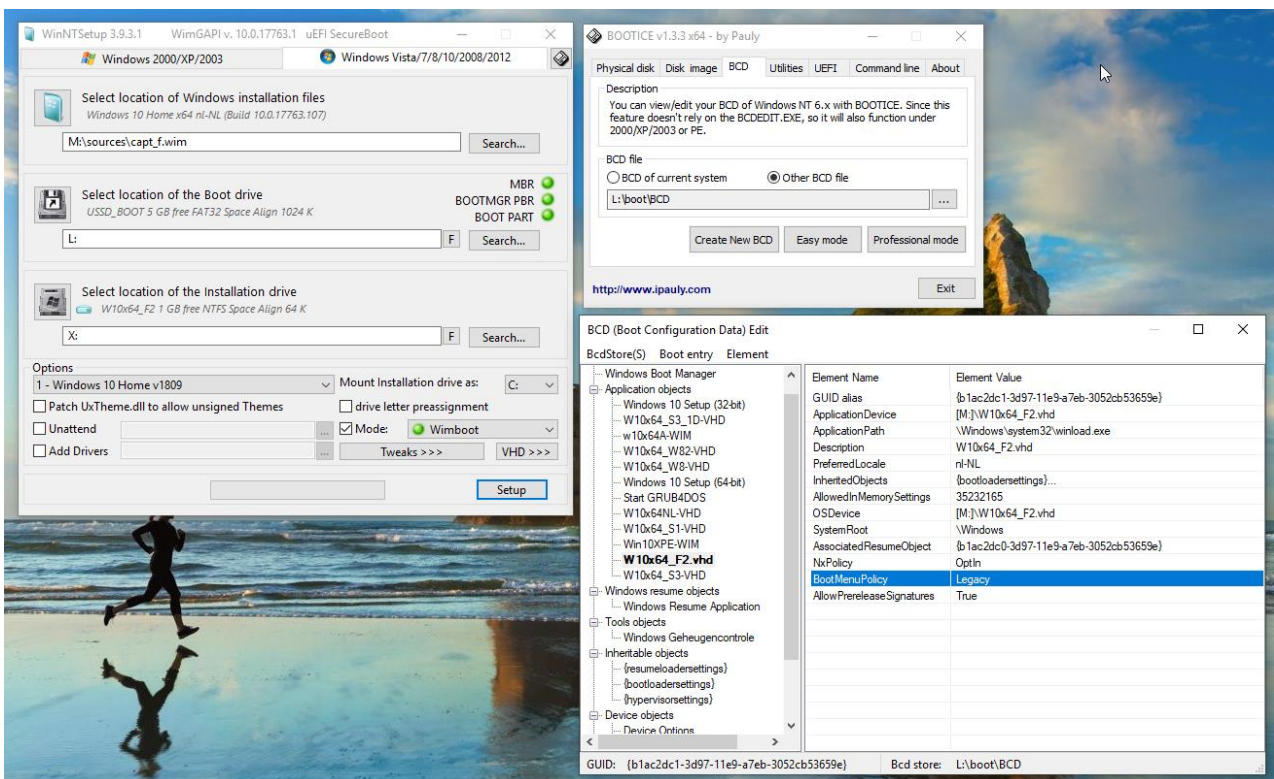 WinNTSetup 3.9.3.1 WimGAPI v. 10.0.17763.1 uEFI SecureBoot
Windows 2000/XP/2003
Windows Vista/7/8/10/2008/2012
Select location of Windows installation files
Windows 10 Home x64 nl-NL (Build 10.0.17763.107)
M:\sources\capt_f.wim
Search...
Select location of the Boot drive
USSD_BOOT 5 GB free FAT32 Space Align 1024 K
MBR
BOOTMGR PBR
BOOT PART
L:
F
Search...
Select location of the Installation drive
W10x64_F2 1 GB free NTFS Space Align 64 K
X:
F
Search...
Options
1 - Windows 10 Home v1809
Mount Installation drive as:
C:
Patch UxTheme.dll to allow unsigned Themes
drive letter preassignment
Unattend
...
Mode:
Wimboot
Add Drivers
...
Tweaks >>>
VHD >>>
Setup
BOOTICE v1.3.3 x64 - by Pauly
Physical disk Disk image BCD Utilities UEFI Command line About
Description
You can view/edit your BCD of Windows NT 6.x with BOOTICE. Since this
feature doesn't rely on the BCDEDIT.EXE, so it will also function under
2000/XP/2003 or PE.
BCD file
BCD of current system
Other BCD file
L:\boot\BCD
...
Create New BCD
Easy mode
Professional mode
http://www.ipauly.com
Exit
BCD (Boot Configuration Data) Edit
BcdStore(S) Boot entry Element
Windows Boot Manager
Application objects
Windows 10 Setup (32-bit)
W10x64_S3_1D-VHD
w10x64A-WIM
W10x64_W82-VHD
W10x64_W8-VHD
Windows 10 Setup (64-bit)
Start GRUB4DOS
W10x64NL-VHD
W10x64_S1-VHD
Win10XPE-WIM
W10x64_F2.vhd
W10x64_S3-VHD
Windows resume objects
Windows Resume Application
Tools objects
Windows Geheugencontrole
Inheritable objects
{resumeloadersettings}
{bootloadersettings}
{hypervisorsettings}
Device objects
Device Options
Element Name Element Value
GUID alias {b1ac2dc1-3d97-11e9-a7eb-3052cb53659e}
ApplicationDevice [M:]\W10x64_F2.vhd
ApplicationPath \Windows\system32\winload.exe
Description W10x64_F2.vhd
PreferredLocale nl-NL
InheritedObjects {bootloadersettings}...
AllowedInMemorySettings 35232165
OSDevice [M:]\W10x64_F2.vhd
SystemRoot \Windows
AssociatedResumeObject {b1ac2dc0-3d97-11e9-a7eb-3052cb53659e}
NxPolicy OptIn
BootMenuPolicy Legacy
AllowPrereleaseSignatures True
GUID: {b1ac2dc1-3d97-11e9-a7eb-3052cb53659e} Bcd store: L:\boot\BCD